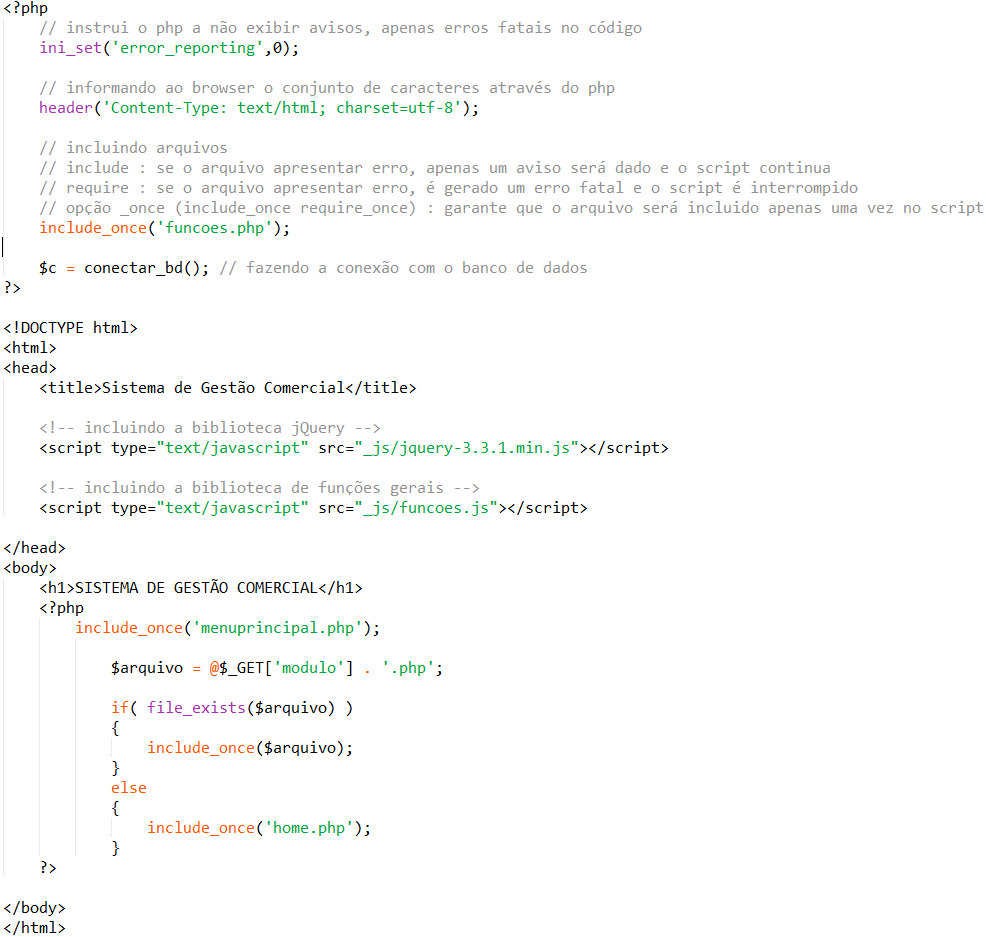 <?php
// instrui o php a não exibir avisos, apenas erros fatais no código
ini_set('error_reporting',0);
// informando ao browser o conjunto de caracteres através do php
header('Content-Type: text/html; charset=utf-8');
// incluindo arquivos
// include : se o arquivo apresentar erro, apenas um aviso será dado e o script continua
// require : se o arquivo apresentar erro, é gerado um erro fatal e o script é interrompido
// opção _once (include_once require_once) : garante que o arquivo será incluido apenas uma vez no script
include_once('funcoes.php');
$c = conectar_bd(); // fazendo a conexão com o banco de dados
?>
<!DOCTYPE html>
<html>
<head>
<title>Sistema de Gestão Comercial</title>
<!-- incluindo a biblioteca jQuery -->
<script type="text/javascript" src="_js/jquery-3.3.1.min.js"></script>
<!-- incluindo a biblioteca de funções gerais -->
<script type="text/javascript" src="_js/funcoes.js"></script>
</head>
<body>
<h1>SISTEMA DE GESTÃO COMERCIAL</h1>
<?php
include_once('menuprincipal.php');
$arquivo = @$_GET['modulo'] . '.php';
if( file_exists($arquivo) )
{
include_once($arquivo);
}
else
{
include_once('home.php');
}
?>
</body>
</html>